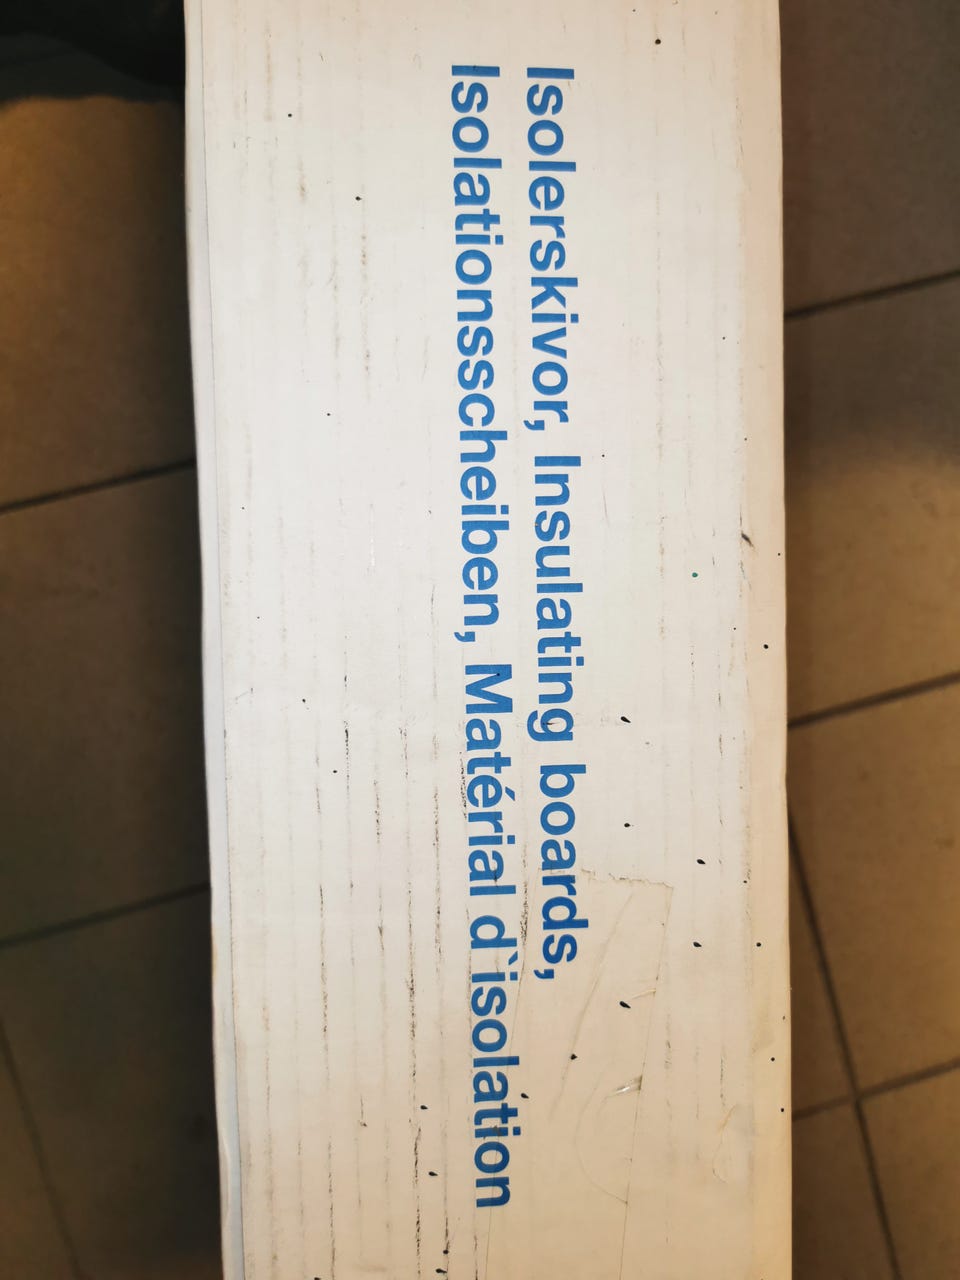 Isolerskivor, Insulating boards,
Isolationsscheiben, Matérial d`isolation